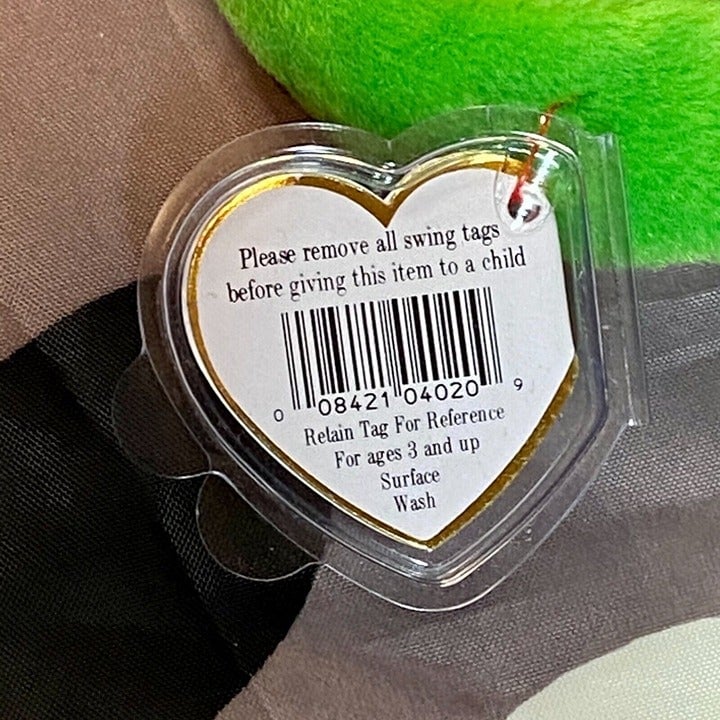 Please remove all swing tags
before giving this item to a child
0 08421 04020 9
Relain Tag For Reference
For ages 3 and up
Surface
Wash